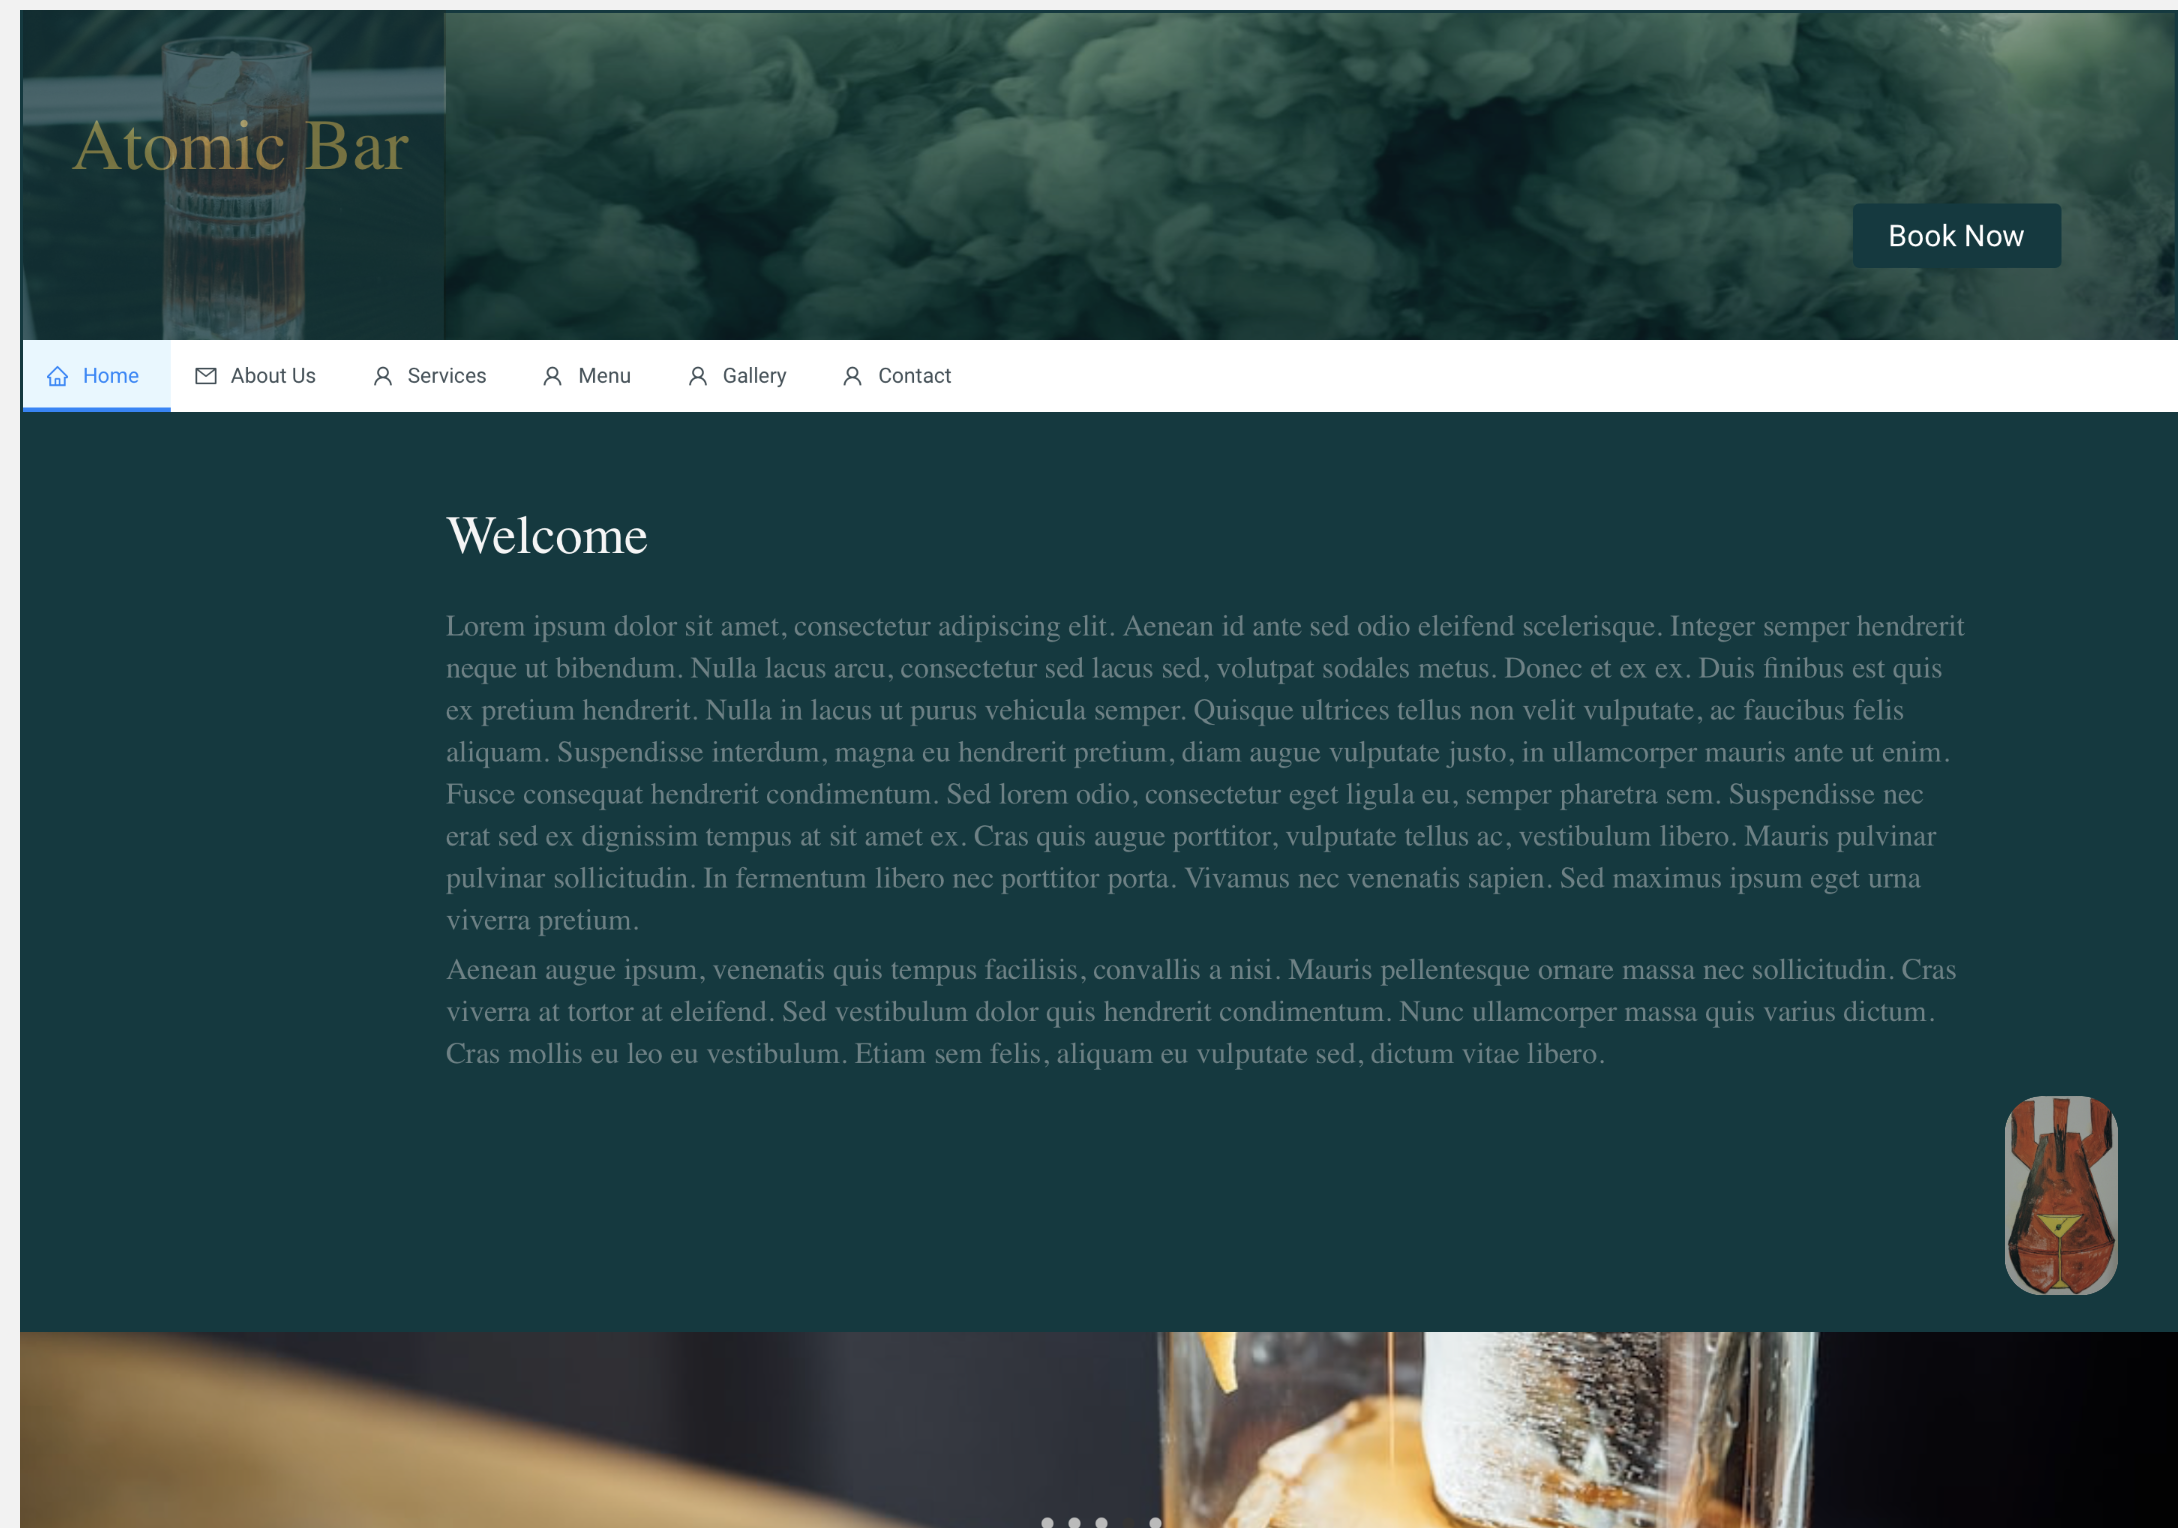 Atomic Bar
Book Now
Home About Us Services Menu Gallery Contact
Welcome
Lorem ipsum dolor sit amet, consectetur adipiscing elit. Aenean id ante sed odio eleifend scelerisque. Integer semper hendrerit
neque ut bibendum. Nulla lacus arcu, consectetur sed lacus sed, volutpat sodales metus. Donec et ex ex. Duis finibus est quis
ex pretium hendrerit. Nulla in lacus ut purus vehicula semper. Quisque ultrices tellus non velit vulputate, ac faucibus felis
aliquam. Suspendisse interdum, magna eu hendrerit pretium, diam augue vulputate justo, in ullamcorper mauris ante ut enim.
Fusce consequat hendrerit condimentum. Sed lorem odio, consectetur eget ligula eu, semper pharetra sem. Suspendisse nec
erat sed ex dignissim tempus at sit amet ex. Cras quis augue porttitor, vulputate tellus ac, vestibulum libero. Mauris pulvinar
pulvinar sollicitudin. In fermentum libero nec porttitor porta. Vivamus nec venenatis sapien. Sed maximus ipsum eget urna
viverra pretium.
Aenean augue ipsum, venenatis quis tempus facilisis, convallis a nisi. Mauris pellentesque ornare massa nec sollicitudin. Cras
viverra at tortor at eleifend. Sed vestibulum dolor quis hendrerit condimentum. Nunc ullamcorper massa quis varius dictum.
Cras mollis eu leo eu vestibulum. Etiam sem felis, aliquam eu vulputate sed, dictum vitae libero.